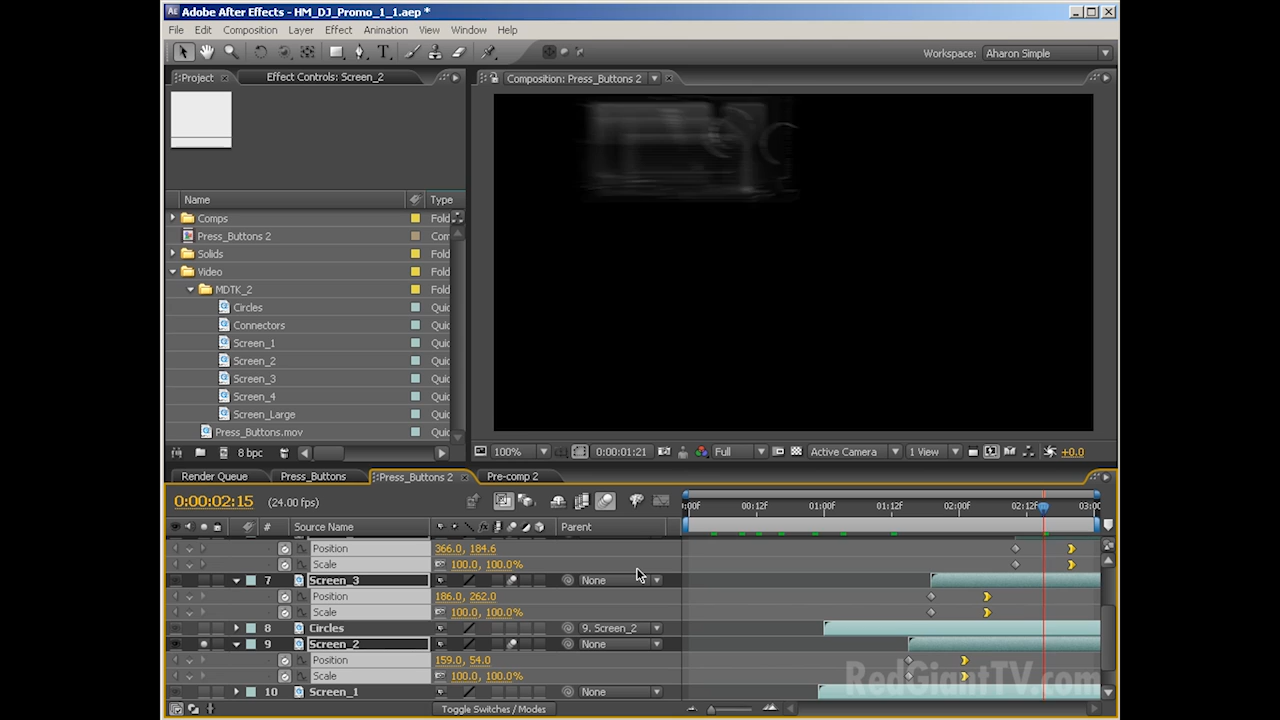 Adobe After Effects - HM_DJ_Promo_1_1.aep *
File Edit Composition Layer Effect Animation View Window Help
Workspace: Aharon Simple
Project Effect Controls: Screen_2
Composition: Press_Buttons 2
Name Type
Comps Fold
Press_Buttons 2 Com
Solids Fold
Video Fold
MDTK_2 Fold
Circles Quic
Connectors Quic
Screen_1 Quic
Screen_2 Quic
Screen_3 Quic
Screen_4 Quic
Screen_Large Quic
Press_Buttons.mov Quic
8 bpc
100% 0:00:01:21 Full Active Camera 1 View +0.0
Render Queue Press_Buttons Press_Buttons 2 Pre-comp 2
0:00:02:15 (24.00 fps)
:00f 00:12f 01:00f 01:12f 02:00f 02:12f 03:00
# Source Name Parent
Position 366.0, 184.6
Scale 100.0, 100.0%
7 Screen_3 None
Position 186.0, 262.0
Scale 100.0, 100.0%
8 Circles 9. Screen_2
9 Screen_2 None
Position 159.0, 54.0
Scale 100.0, 100.0%
10 Screen_1 None
Toggle Switches / Modes
RedGiantTV.com